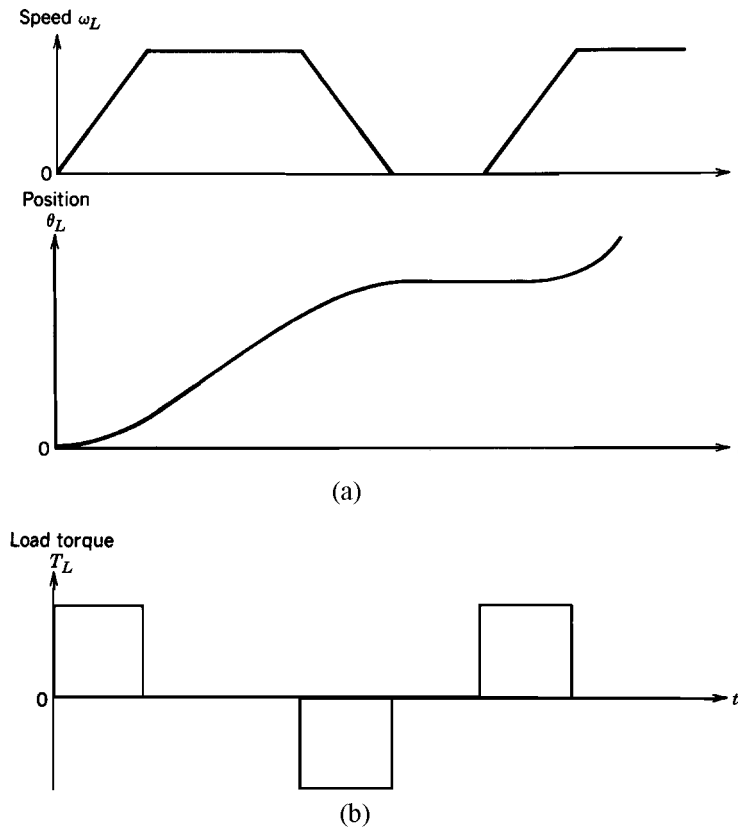 Speed ω_L
0
Position
θ_L
0
(a)
Load torque
T_L
0
t
(b)